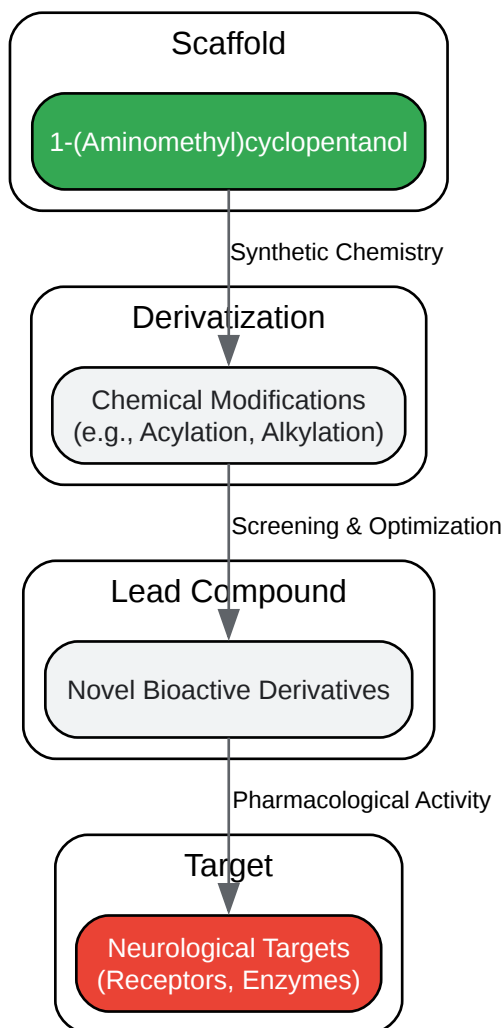 Scaffold
1-(Aminomethyl)cyclopentanol
Synthetic Chemistry
Derivatization
Chemical Modifications
(e.g., Acylation, Alkylation)
Screening & Optimization
Lead Compound
Novel Bioactive Derivatives
Pharmacological Activity
Target
Neurological Targets
(Receptors, Enzymes)